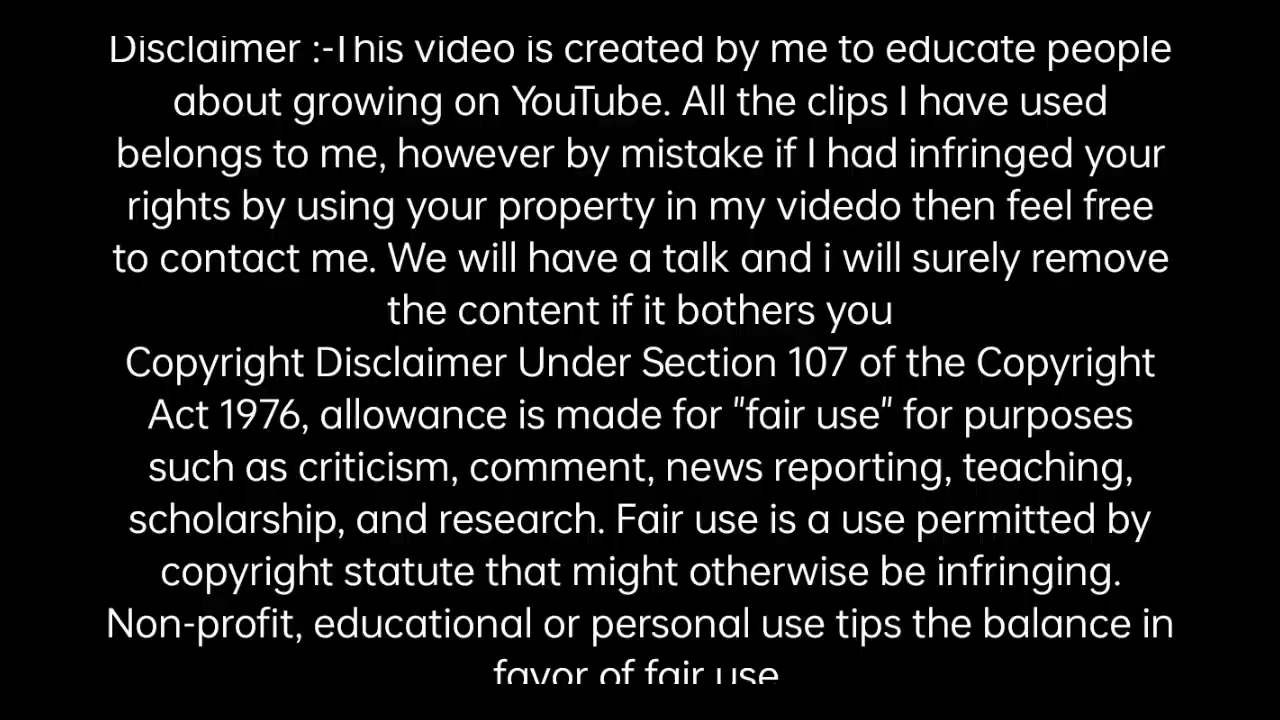 Disclaimer :-This video is created by me to educate people
about growing on YouTube. All the clips I have used
belongs to me, however by mistake if I had infringed your
rights by using your property in my videdo then feel free
to contact me. We will have a talk and i will surely remove
the content if it bothers you
Copyright Disclaimer Under Section 107 of the Copyright
Act 1976, allowance is made for "fair use" for purposes
such as criticism, comment, news reporting, teaching,
scholarship, and research. Fair use is a use permitted by
copyright statute that might otherwise be infringing.
Non-profit, educational or personal use tips the balance in
favor of fair use